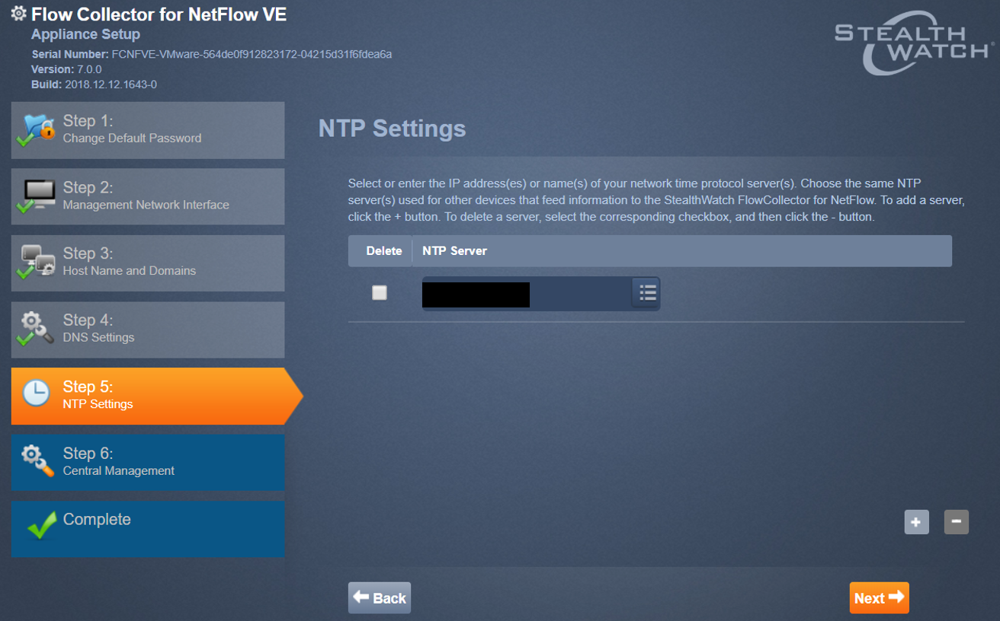 Flow Collector for NetFlow VE
Appliance Setup
Serial Number: FCNFVE-VMware-564de0f912823172-04215d31f6fdea6a
Version: 7.0.0
Build: 2018.12.12.1643-0
STEALTH
WATCH®
Step 1:
Change Default Password
Step 2:
Management Network Interface
Step 3:
Host Name and Domains
Step 4:
DNS Settings
Step 5:
NTP Settings
Step 6:
Central Management
Complete
NTP Settings
Select or enter the IP address(es) or name(s) of your network time protocol server(s). Choose the same NTP
server(s) used for other devices that feed information to the StealthWatch FlowCollector for NetFlow. To add a server,
click the + button. To delete a server, select the corresponding checkbox, and then click the - button.
Delete NTP Server
Back Next